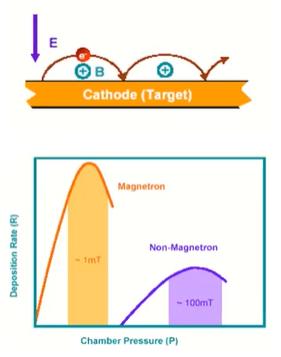 E
e-
B
Cathode (Target)
Magnetron
Non-Magnetron
~ 1mT
~ 100mT
Deposition Rate (R)
Chamber Pressure (P)